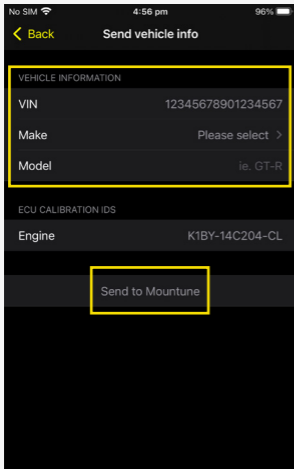 No SIM 4:56 pm 96%
Back Send vehicle info
VEHICLE INFORMATION
VIN 12345678901234567
Make Please select >
Model ie. GT-R
ECU CALIBRATION IDS
Engine K1BY-14C204-CL
Send to Mountune